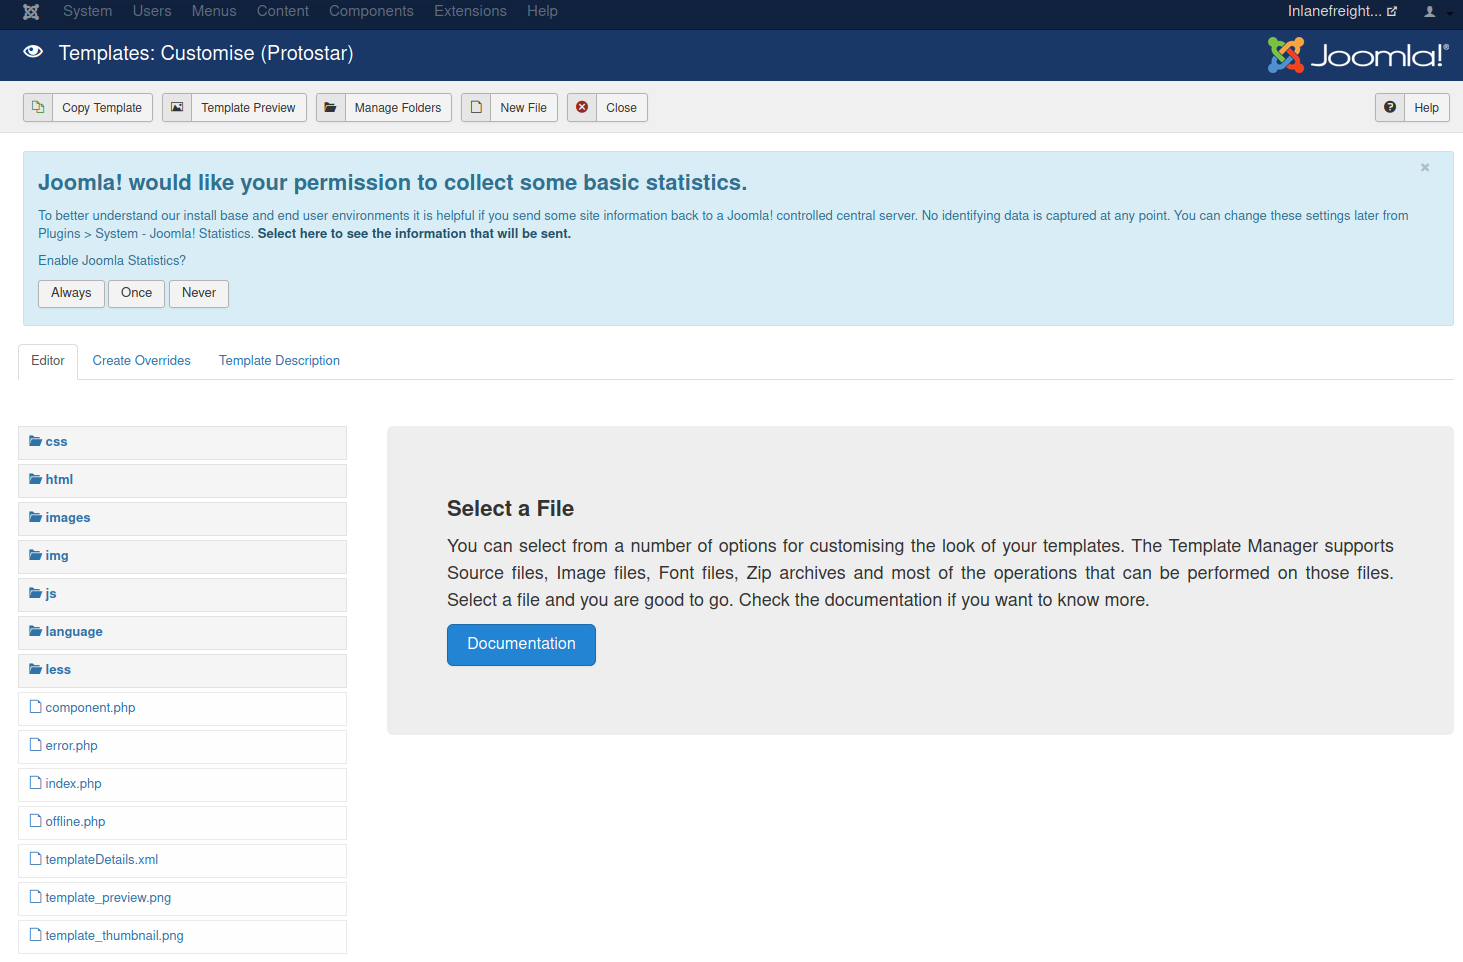 System Users Menus Content Components Extensions Help Inlanefreight...
Templates: Customise (Protostar) Joomla!®
Copy Template Template Preview Manage Folders New File Close Help
Joomla! would like your permission to collect some basic statistics. ×
To better understand our install base and end user environments it is helpful if you send some site information back to a Joomla! controlled central server. No identifying data is captured at any point. You can change these settings later from
Plugins > System - Joomla! Statistics. Select here to see the information that will be sent.
Enable Joomla Statistics?
Always Once Never
Editor Create Overrides Template Description
css
html
images
img
js
language
less
component.php
error.php
index.php
offline.php
templateDetails.xml
template_preview.png
template_thumbnail.png
Select a File
You can select from a number of options for customising the look of your templates. The Template Manager supports
Source files, Image files, Font files, Zip archives and most of the operations that can be performed on those files.
Select a file and you are good to go. Check the documentation if you want to know more.
Documentation